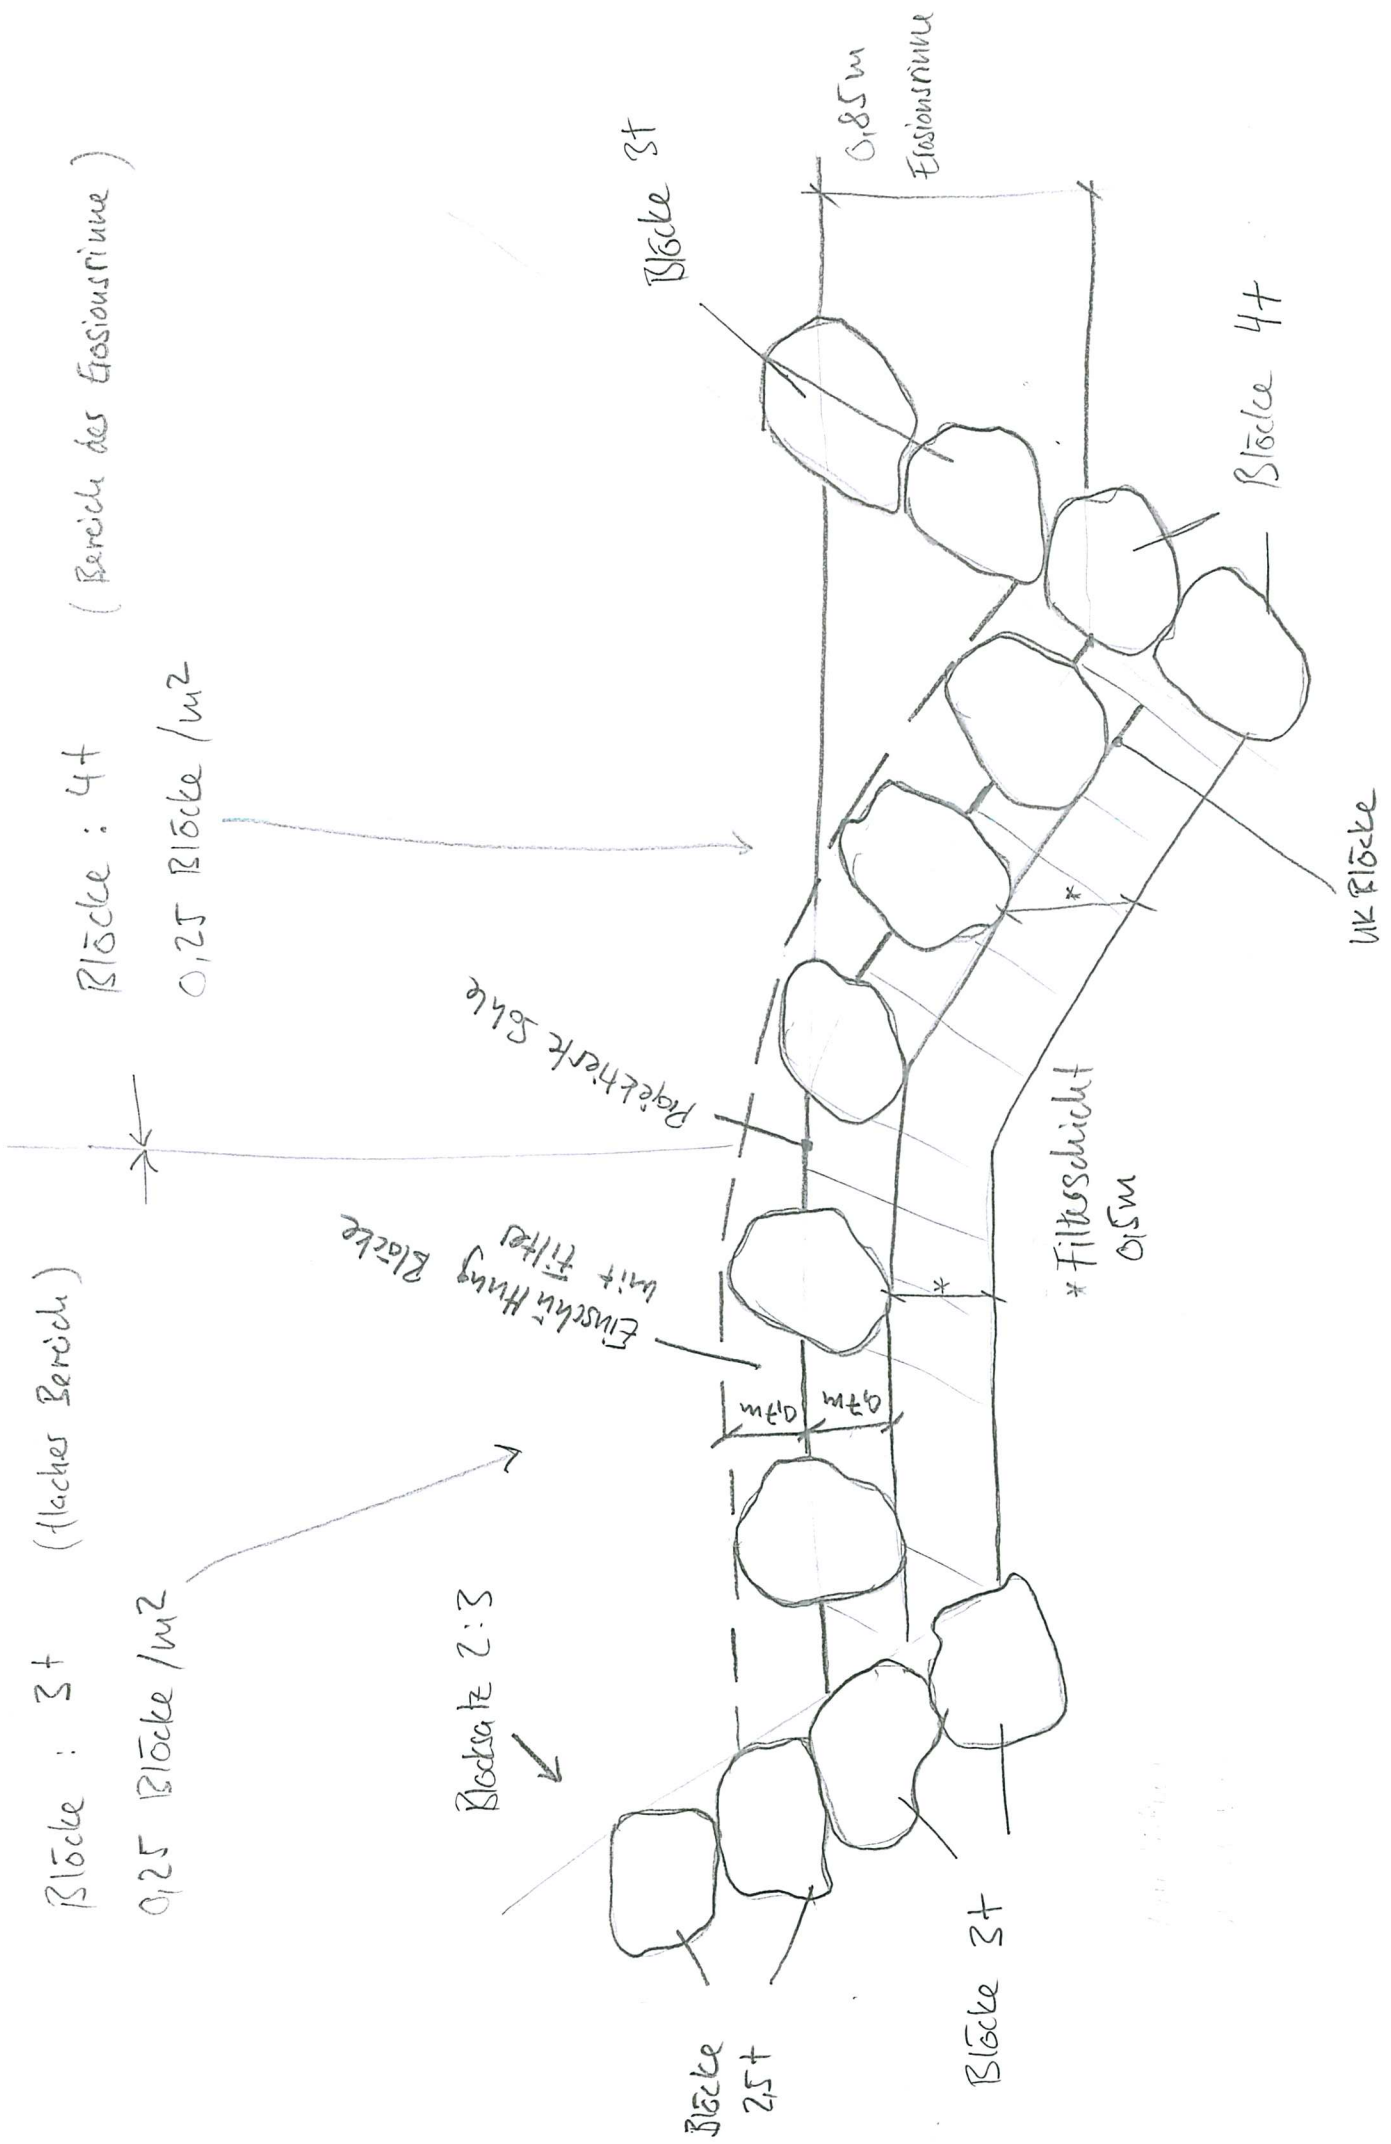 Blöcke : 3t (flacher Bereich)
0,25 Blöcke /m²
Blöcke : 4t (Bereich des Erosionsrinne)
0,25 Blöcke /m²
Blocksatz 2:3
Einschüttung Blöcke
mit Filter
Projektierte Sohle
Blöcke 3t
0,85m
Erosionsrinne
0,7m
0,7m
*
*
Blöcke
2,5t
Blöcke 3t
* Filterschicht
0,5m
UK Blöcke
Blöcke 4t